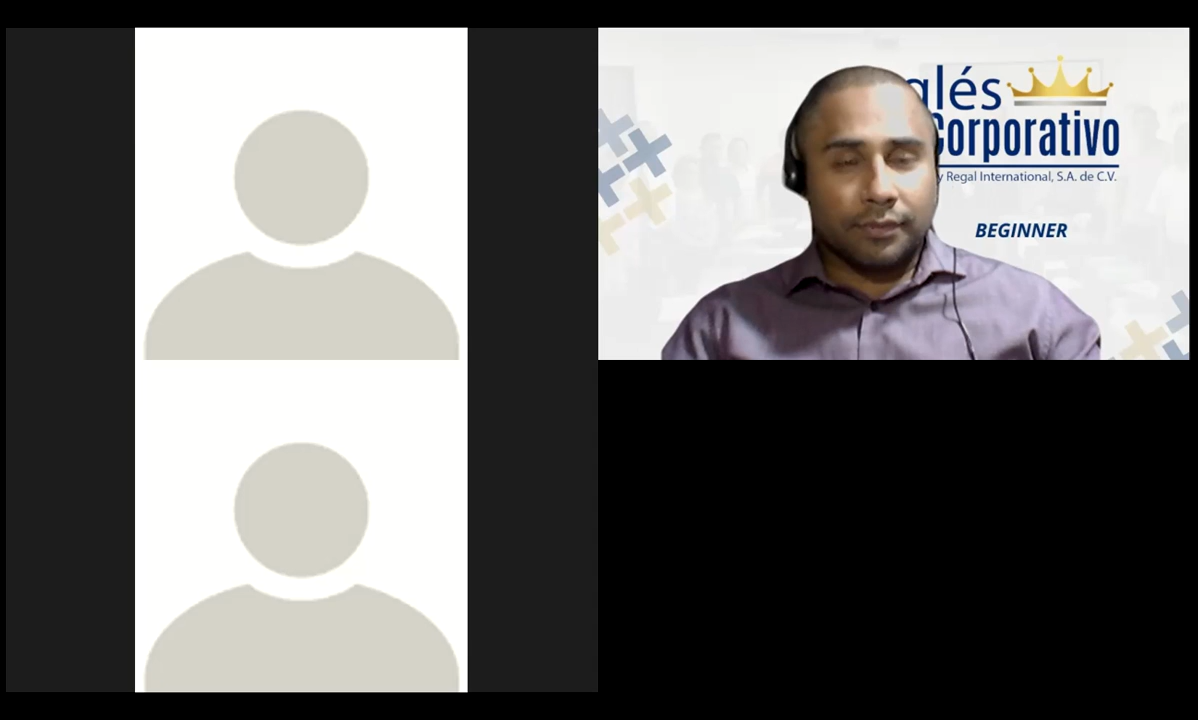 glés
Corporativo
y Regal International, S.A. de C.V.
BEGINNER